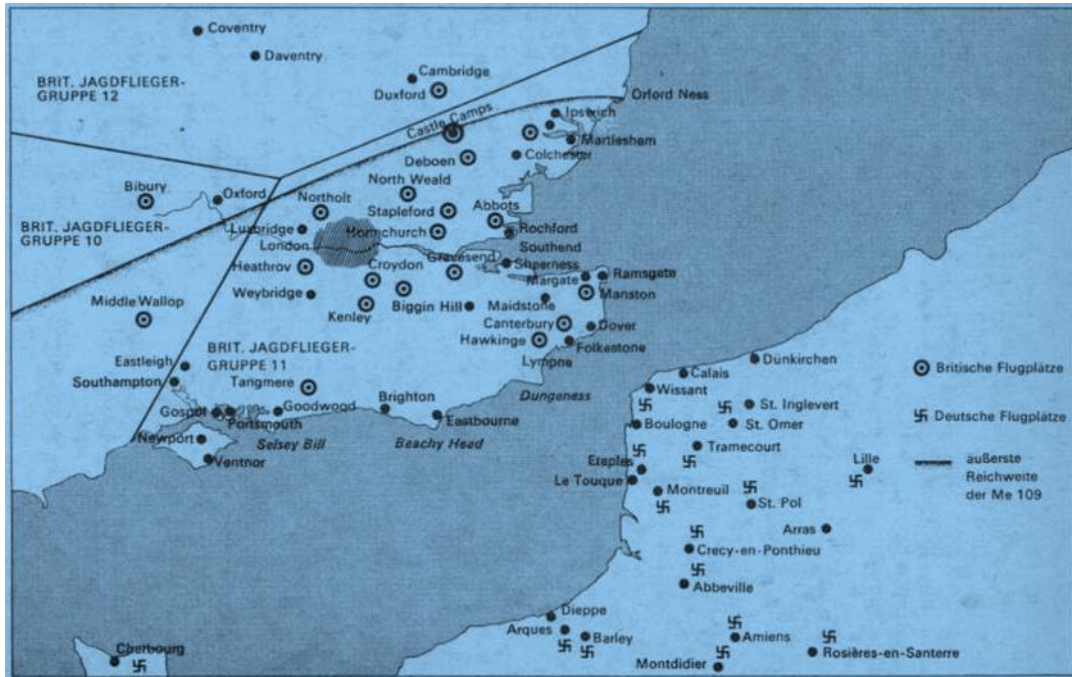 Coventry
Daventry
BRIT. JAGDFLIEGER-
GRUPPE 12
Cambridge
Duxford
Orford Ness
Castle Camps
Ipswich
Martlesham
Deboen
Colchester
Bibury
Oxford
North Weald
Northolt
Stapleford
Abbots
BRIT. JAGDFLIEGER-
GRUPPE 10
Luxbridge
London
Hornchurch
Rochford
Southend
Gravesend
Sheerness
Heathrov
Croydon
Margate
Ramsgate
Weybridge
Biggin Hill
Maidstone
Manston
Middle Wallop
Kenley
Canterbury
Dover
Hawkinge
Folkestone
Lympne
BRIT. JAGDFLIEGER-
GRUPPE 11
Eastleigh
Southampton
Tangmere
Dungeness
Brighton
Gosport
Portsmouth
Goodwood
Eastbourne
Newport
Selsey Bill
Beachy Head
Ventnor
Dünkirchen
Calais
Wissant
St. Inglevert
Boulogne
St. Omer
Tramecourt
Etaples
Lille
Le Touque
Montreuil
St. Pol
Arras
Crecy-en-Ponthieu
Abbeville
Dieppe
Arques
Barley
Amiens
Montdidier
Rosières-en-Santerre
Cherbourg
Britische Flugplätze
Deutsche Flugplätze
äußerste
Reichweite
der Me 109